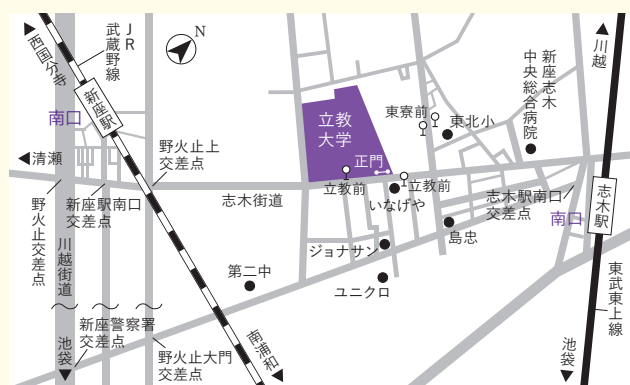 西国分寺
JR
武蔵野線
N
新座駅
南口
清瀬
野火止上
交差点
志木街道
新座駅南口
交差点
野火止
交差点
川越街道
新座警察署
交差点
池袋
野火止大門
交差点
南浦和
第二中
立教
大学
正門
立教前
立教前
いなげや
東寮前
東北小
新座志木
中央総合病院
川越
志木駅南口
交差点
志木駅
南口
島忠
ジョナサン
ユニクロ
東武東上線
池袋